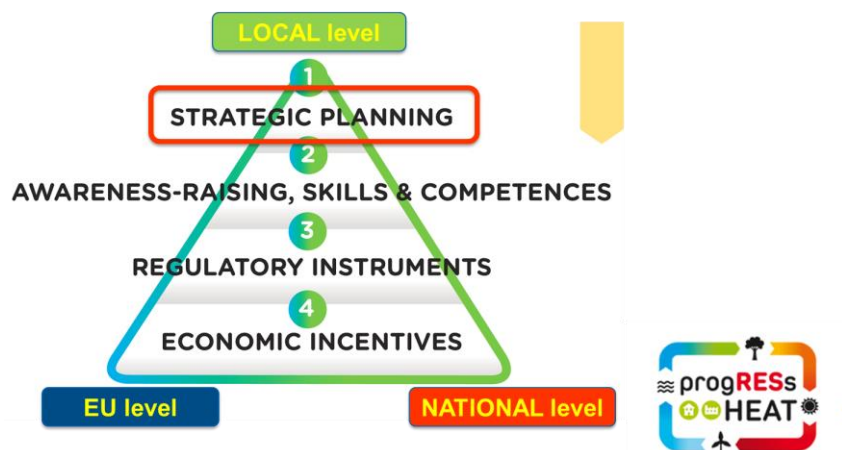 LOCAL level
1
STRATEGIC PLANNING
2
AWARENESS-RAISING, SKILLS & COMPETENCES
3
REGULATORY INSTRUMENTS
4
ECONOMIC INCENTIVES
EU level
NATIONAL level
progRESs
HEAT